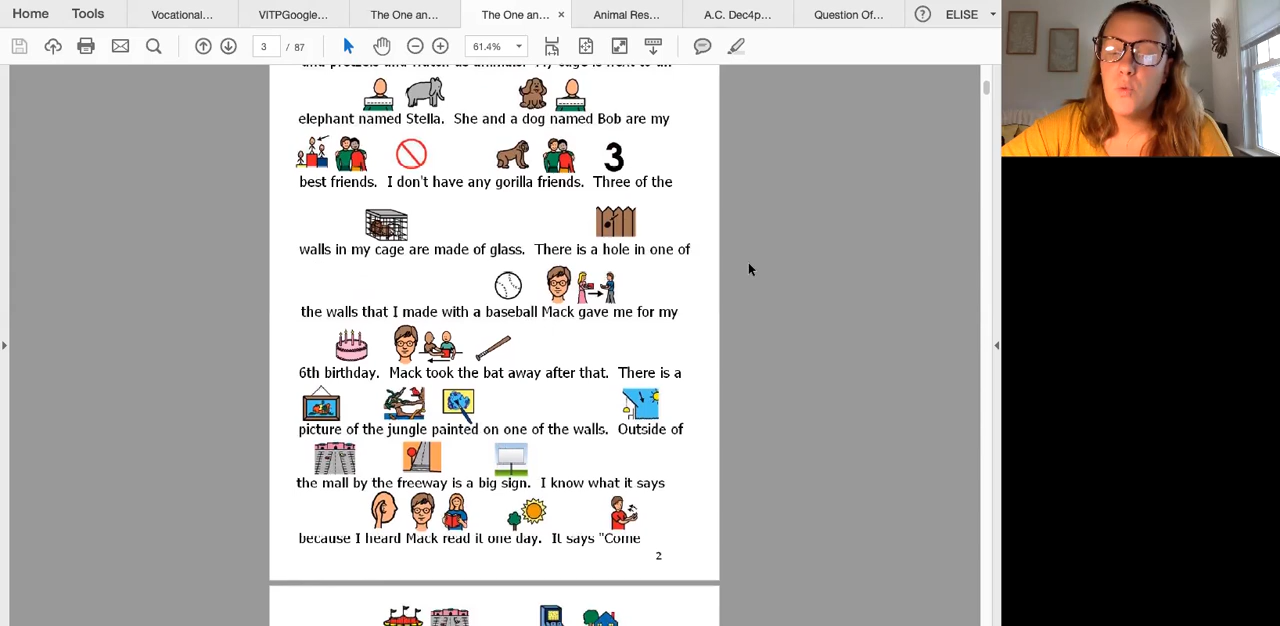 Home
Tools
Vocational...
VITPGoogle...
The One an...
The One an...
Animal Res...
A.C. Dec4p...
Question Of...
ELISE
3 / 87
61.4%
elephant named Stella. She and a dog named Bob are my
3
best friends. I don't have any gorilla friends. Three of the
walls in my cage are made of glass. There is a hole in one of
the walls that I made with a baseball Mack gave me for my
6th birthday. Mack took the bat away after that. There is a
picture of the jungle painted on one of the walls. Outside of
the mall by the freeway is a big sign. I know what it says
because I heard Mack read it one day. It says "Come
2